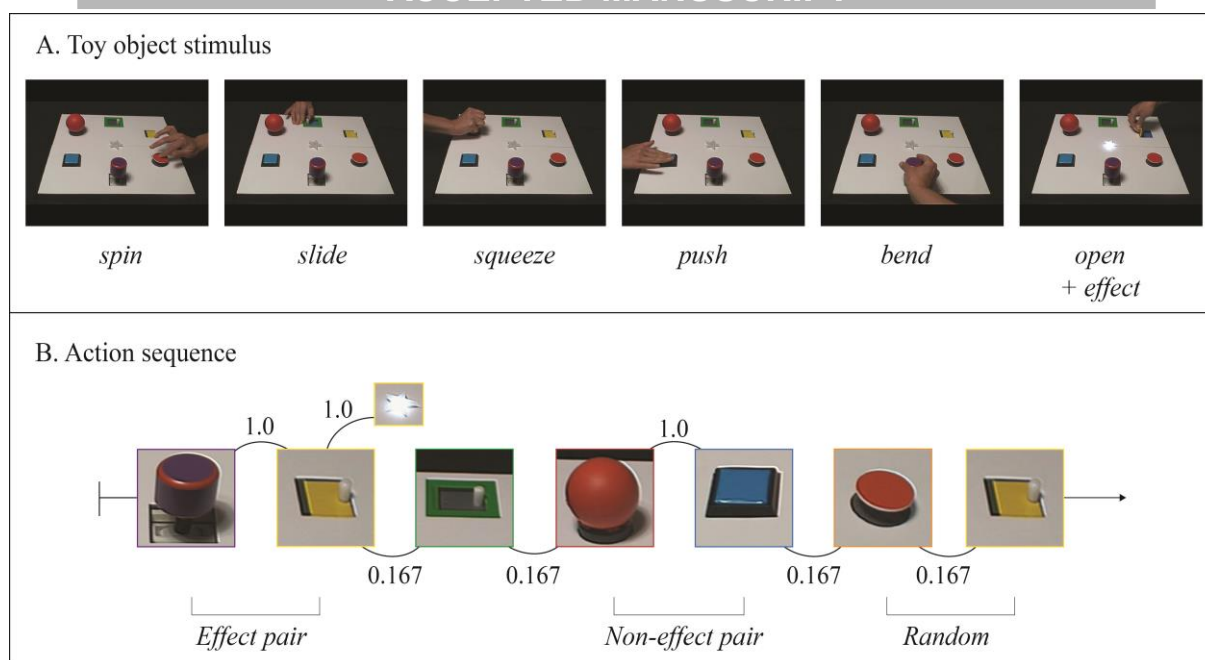 A. Toy object stimulus
spin
slide
squeeze
push
bend
open
+ effect
B. Action sequence
1.0
1.0
1.0
0.167
0.167
0.167
0.167
Effect pair
Non-effect pair
Random